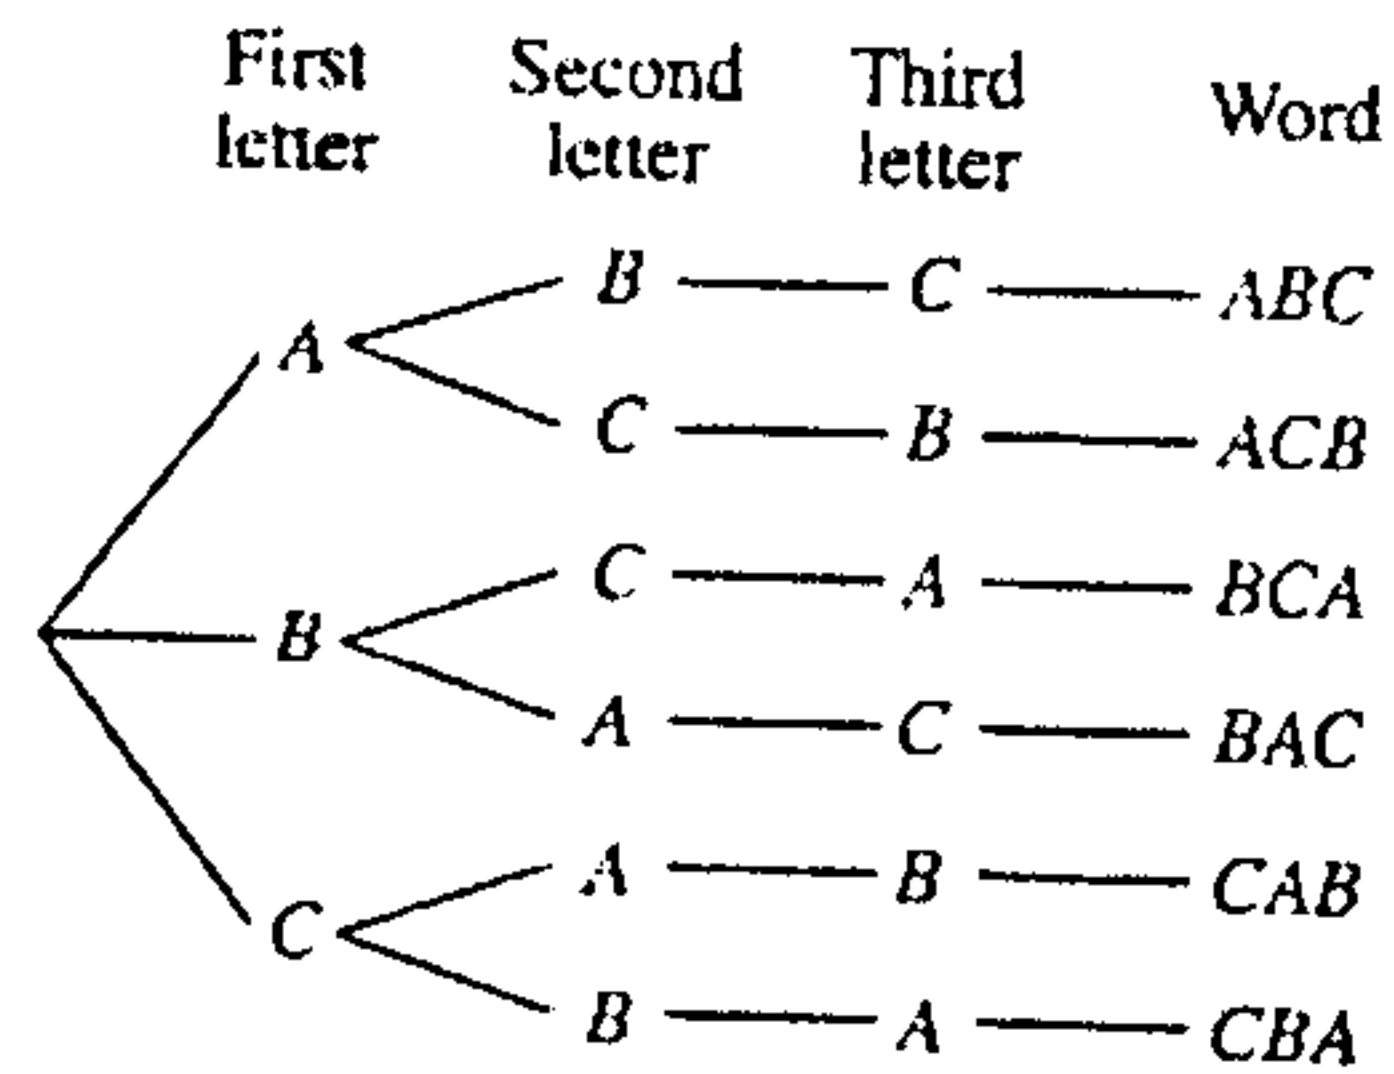 First Second Third Word
letter letter letter
B C ABC
A
C B ACB
C A BCA
B
A C BAC
A B CAB
C
B A CBA